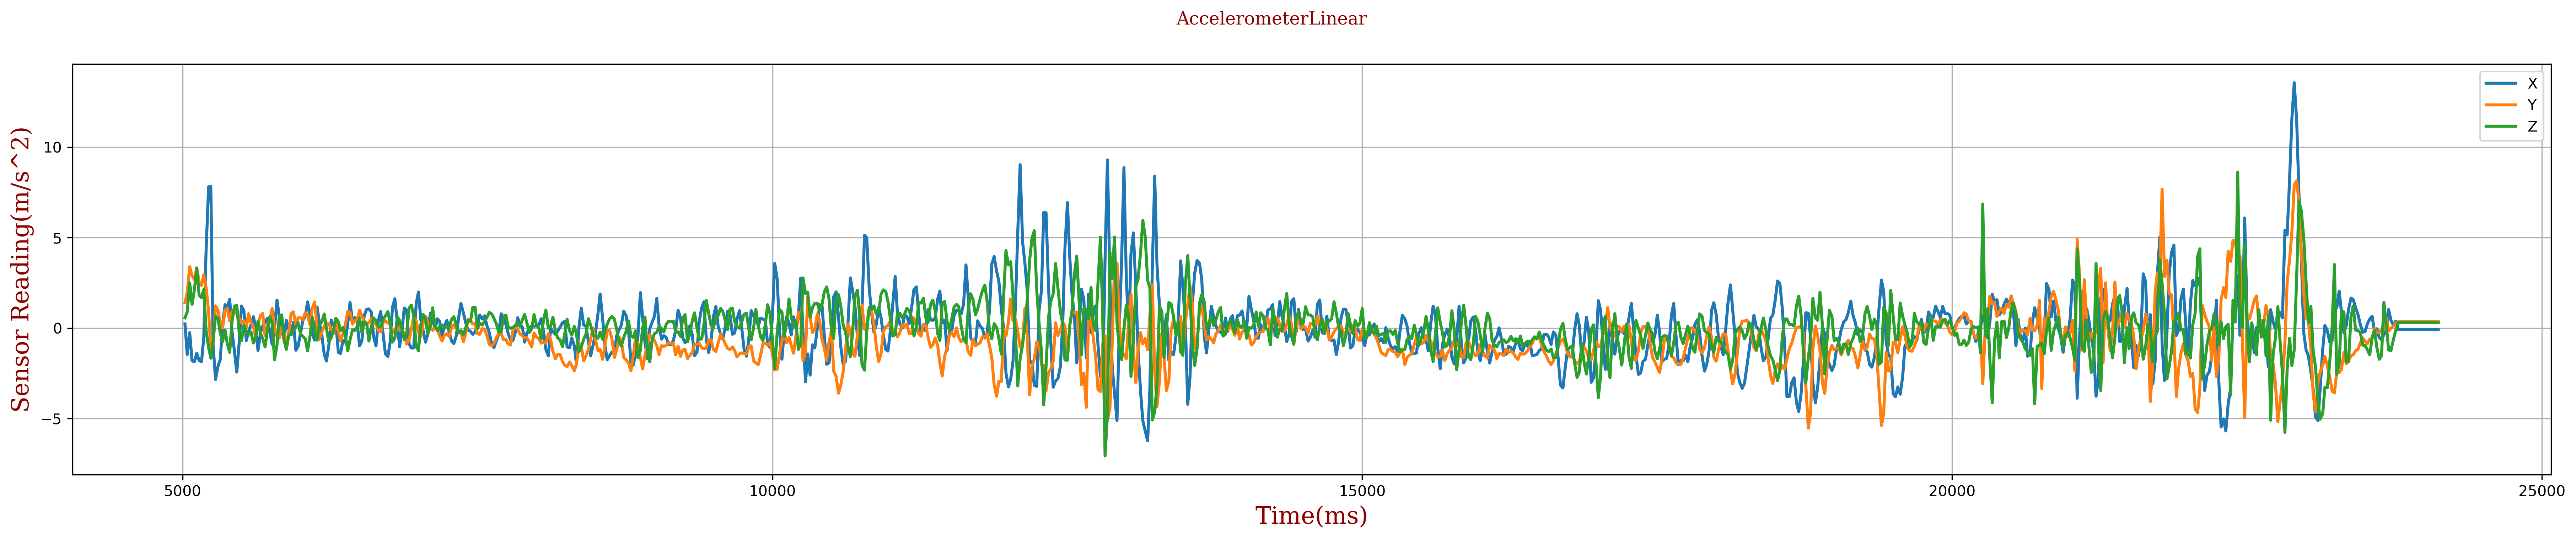 AccelerometerLinear
Sensor Reading(m/s^2)
10
5
0
−5
X
Y
Z
5000 10000 15000 20000 25000
Time(ms)